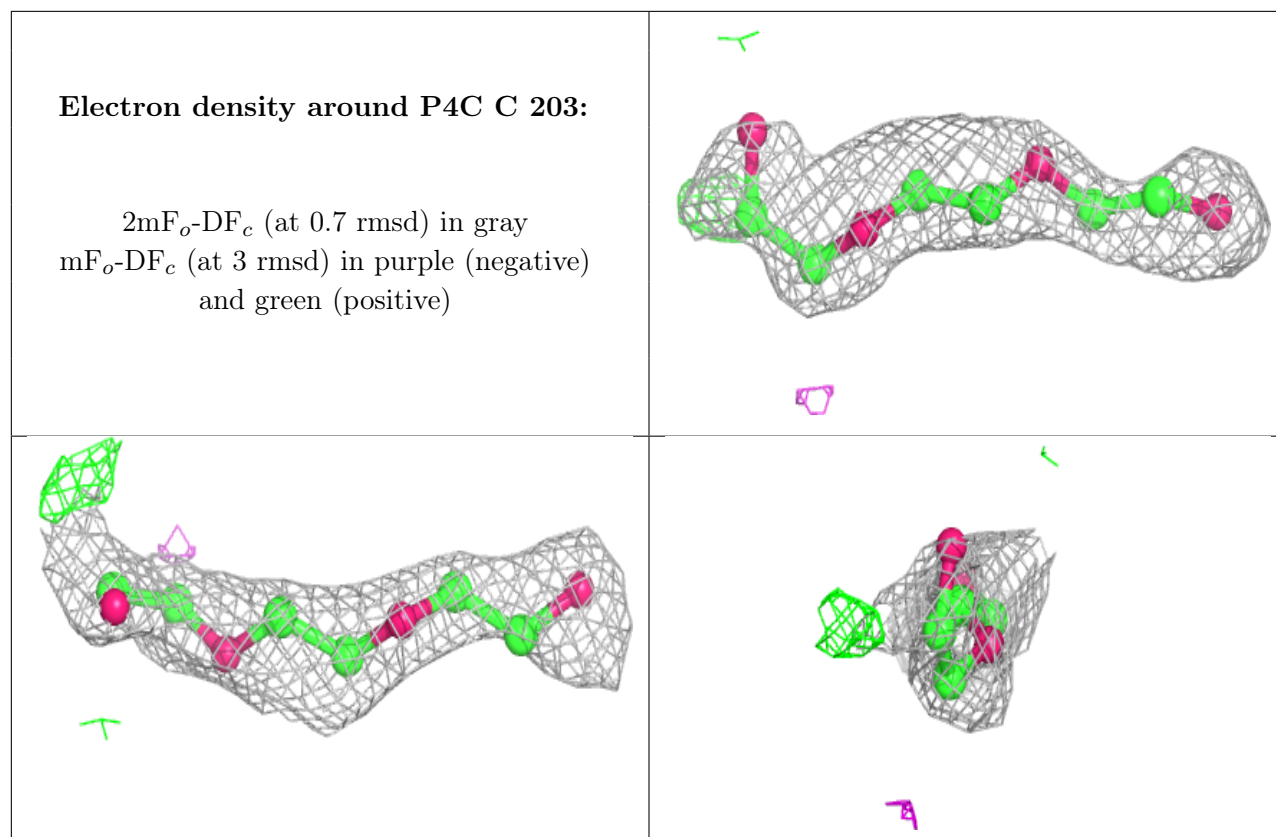 Electron density around P4C C 203:
2mFo-DFc (at 0.7 rmsd) in gray
mFo-DFc (at 3 rmsd) in purple (negative)
and green (positive)